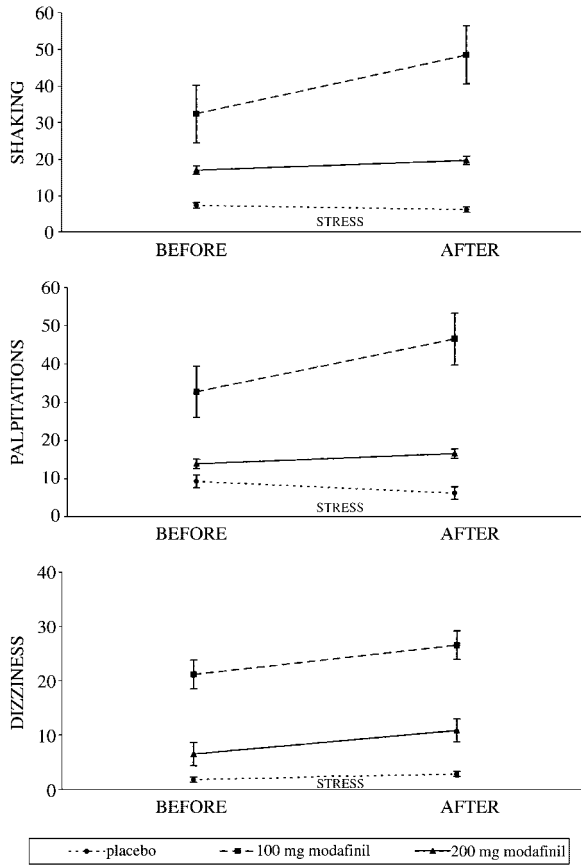 60
50
40
30
20
10
0
SHAKING
STRESS
BEFORE AFTER
60
50
40
30
20
10
0
PALPITATIONS
STRESS
BEFORE AFTER
40
30
20
10
0
DIZZINESS
STRESS
BEFORE AFTER
placebo 100 mg modafinil 200 mg modafinil